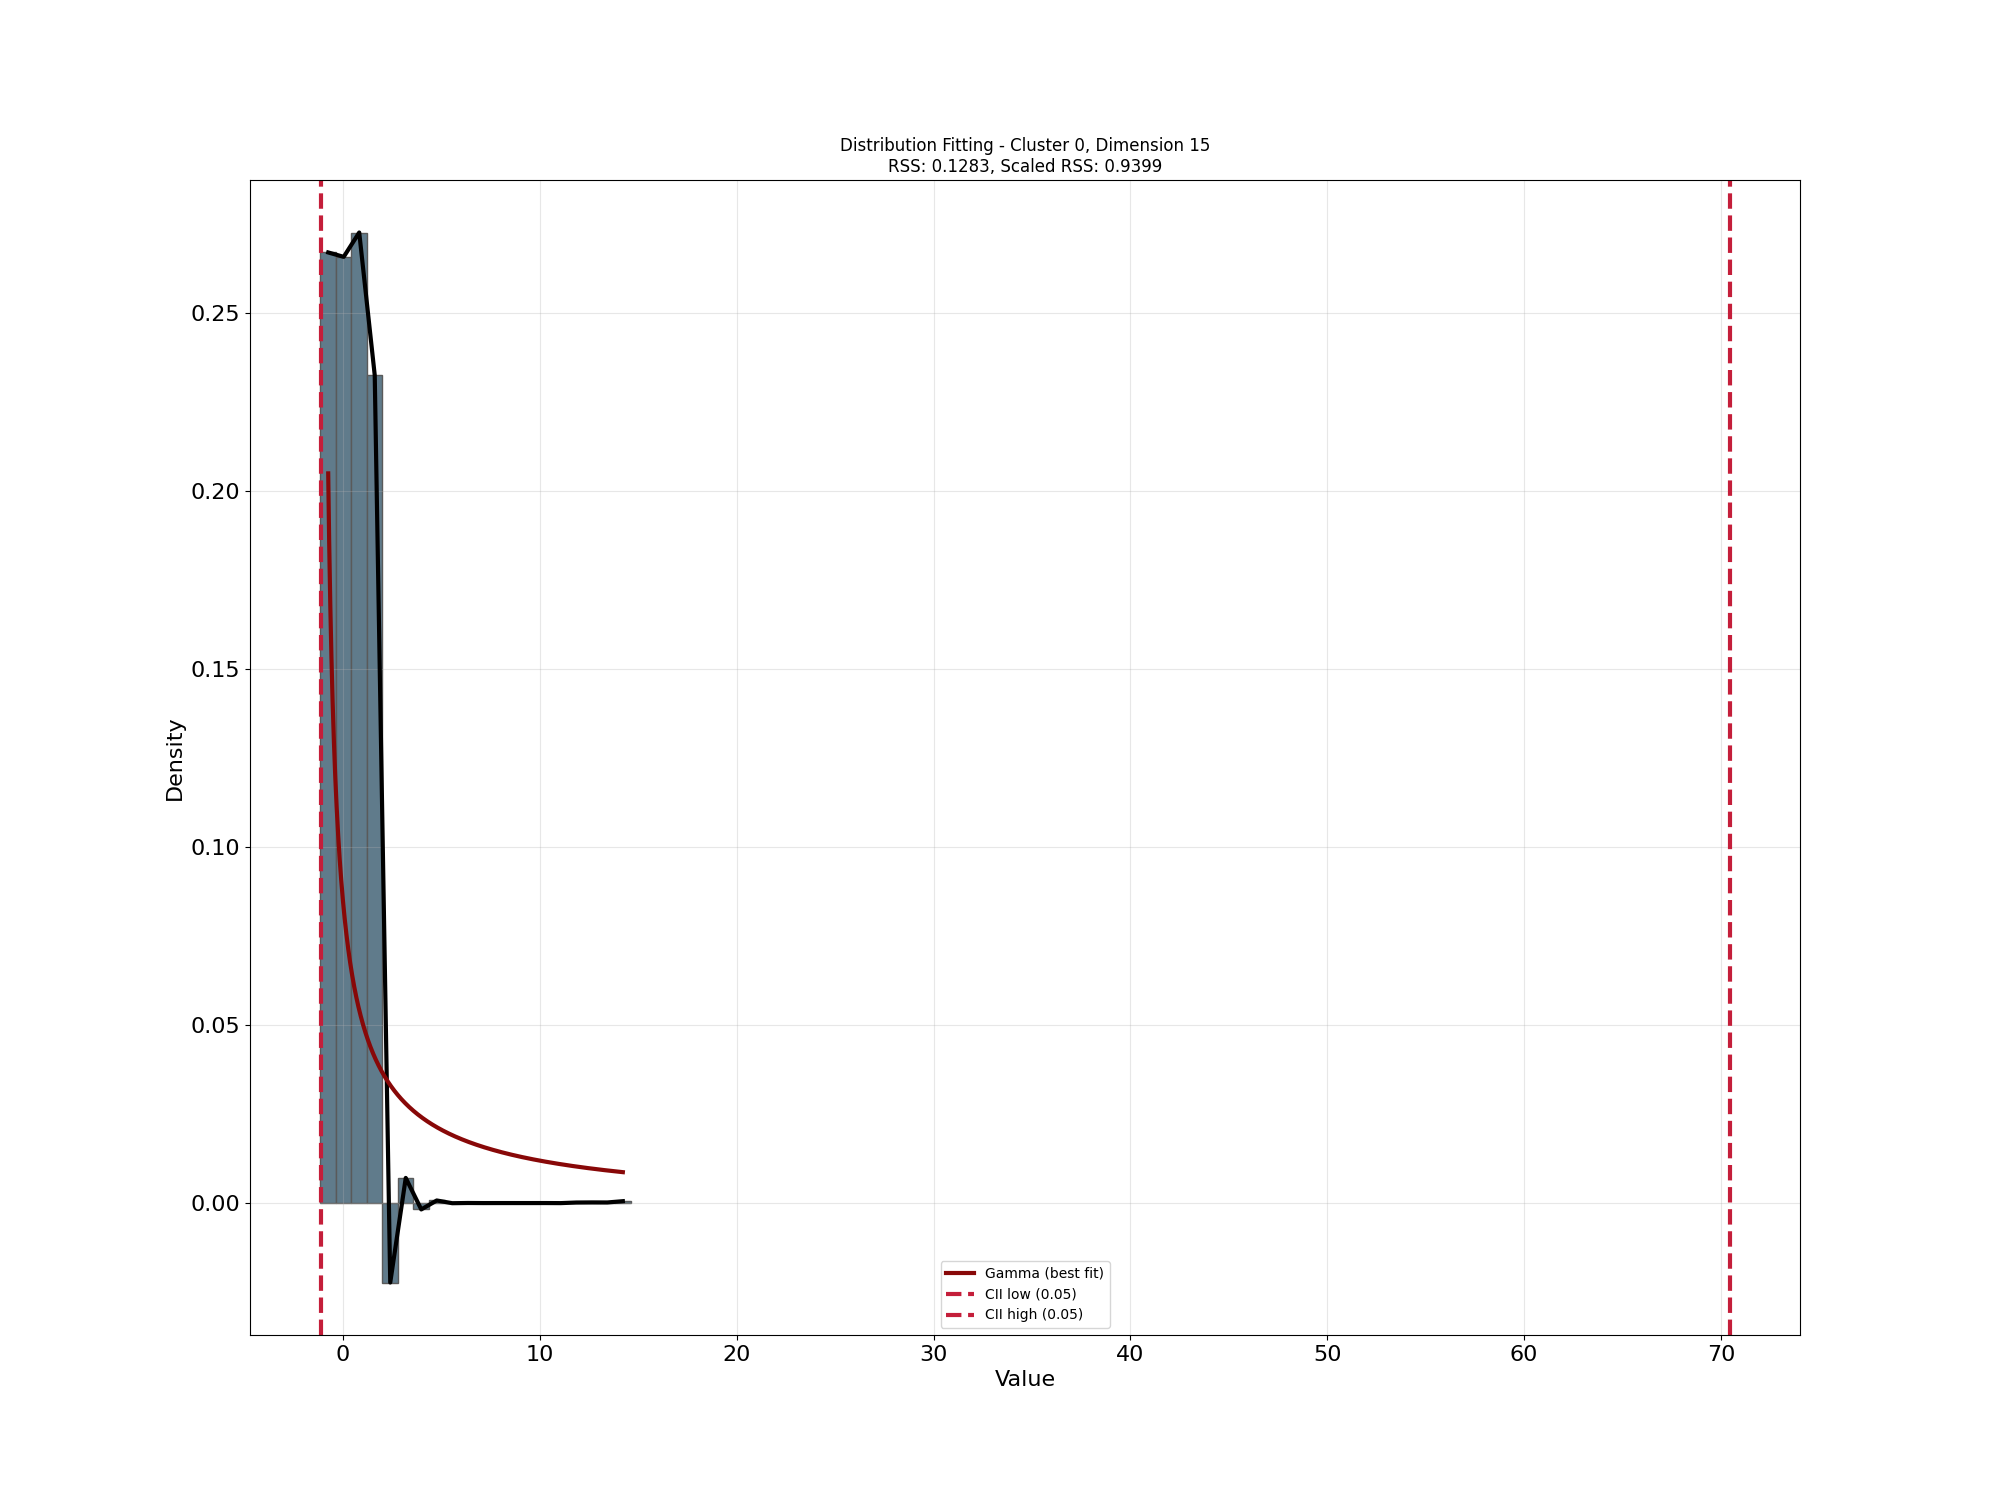 Distribution Fitting - Cluster 0, Dimension 15
RSS: 0.1283, Scaled RSS: 0.9399
Density
0.25
0.20
0.15
0.10
0.05
0.00
Gamma (best fit)
CII low (0.05)
CII high (0.05)
0 10 20 30 40 50 60 70
Value